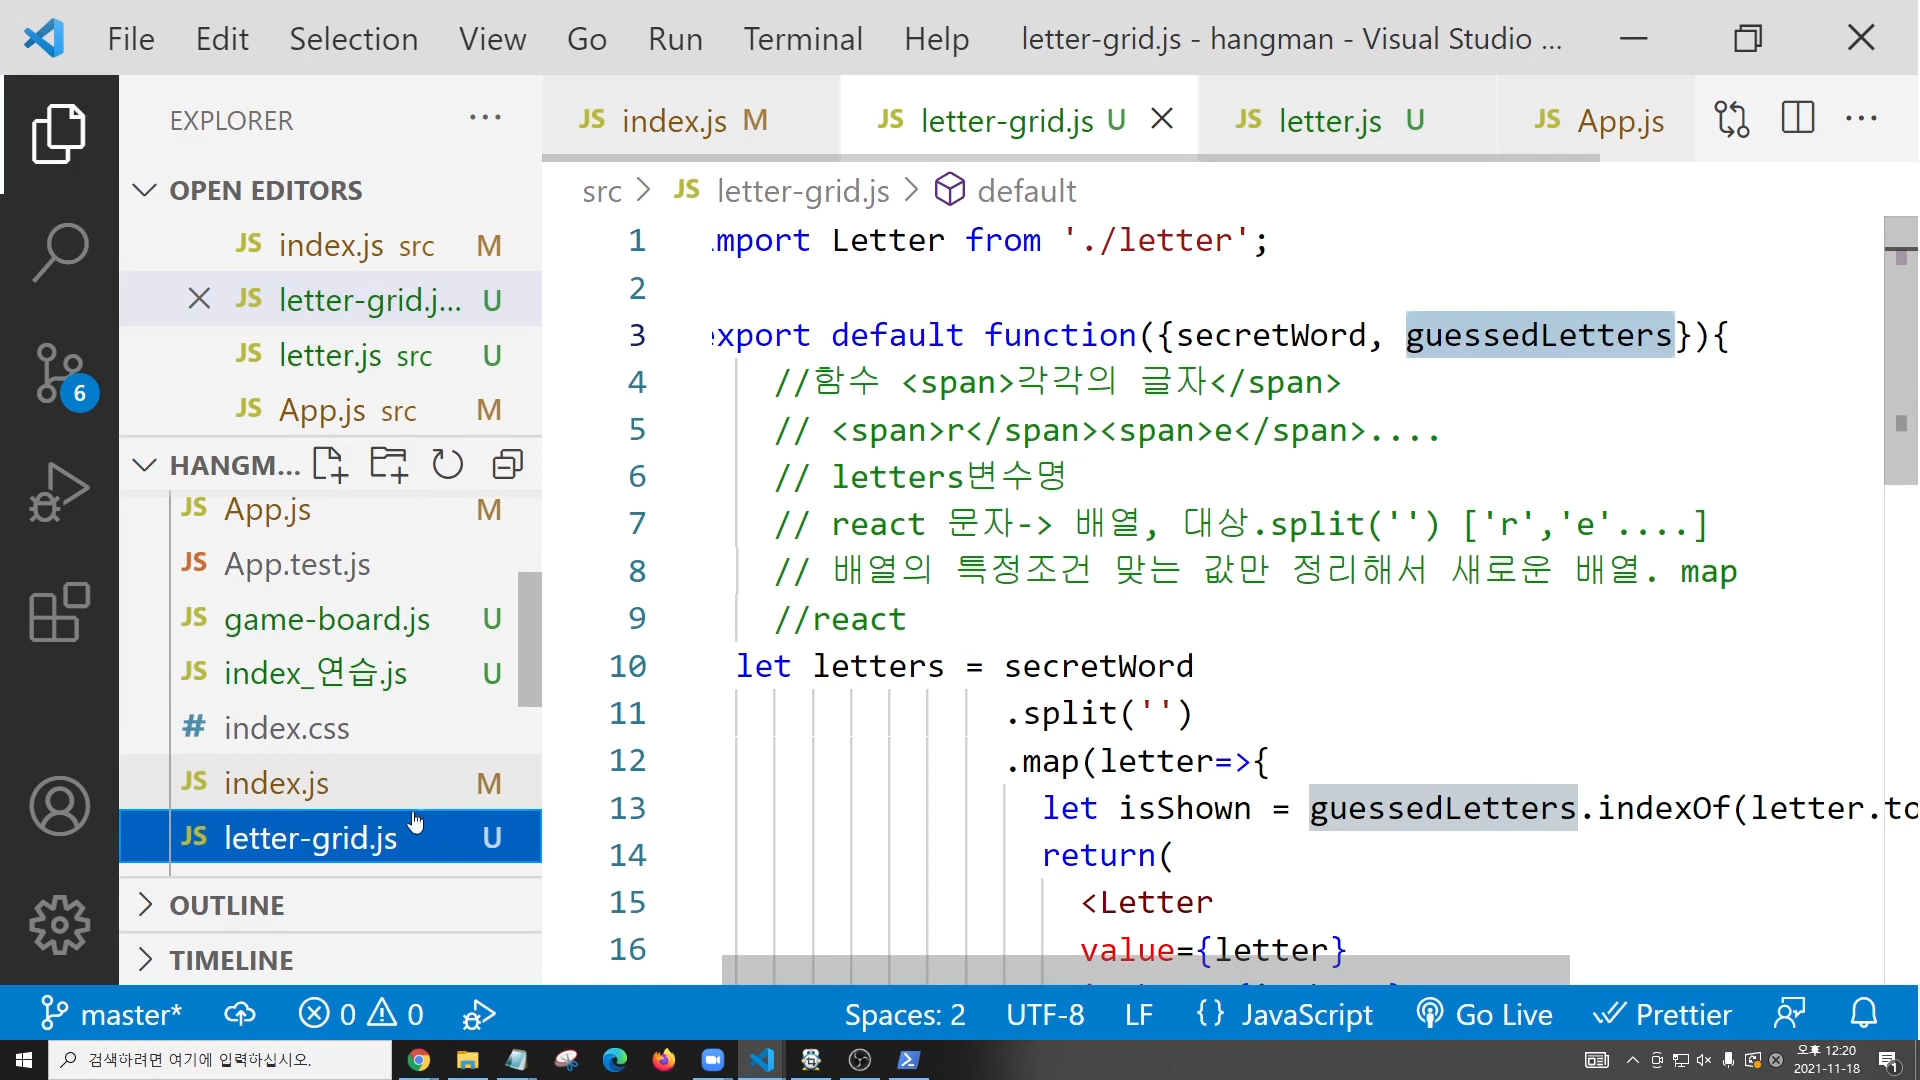 File Edit Selection View Go Run Terminal Help letter-grid.js - hangman - Visual Studio ...
EXPLORER ...
OPEN EDITORS
JS index.js src M
JS letter-grid.j... U
JS letter.js src U
JS App.js src M
HANGM...
JS App.js M
JS App.test.js
JS game-board.js U
JS index_연습.js U
# index.css
JS index.js M
JS letter-grid.js U
OUTLINE
TIMELINE
JS index.js M JS letter-grid.js U JS letter.js U JS App.js
src > JS letter-grid.js > default
1 import Letter from './letter';
2
3 export default function({secretWord, guessedLetters}){
4 //함수 <span>각각의 글자</span>
5 // <span>r</span><span>e</span>....
6 // letters변수명
7 // react 문자-> 배열, 대상.split('') ['r','e'....]
8 // 배열의 특정조건 맞는 값만 정리해서 새로운 배열. map
9 //react
10 let letters = secretWord
11 .split('')
12 .map(letter=>{
13 let isShown = guessedLetters.indexOf(letter.to
14 return(
15 <Letter
16 value={letter}
6
master* 0 0 Spaces: 2 UTF-8 LF {} JavaScript Go Live Prettier
검색하려면 여기에 입력하십시오.
오후 12:20
2021-11-18
1